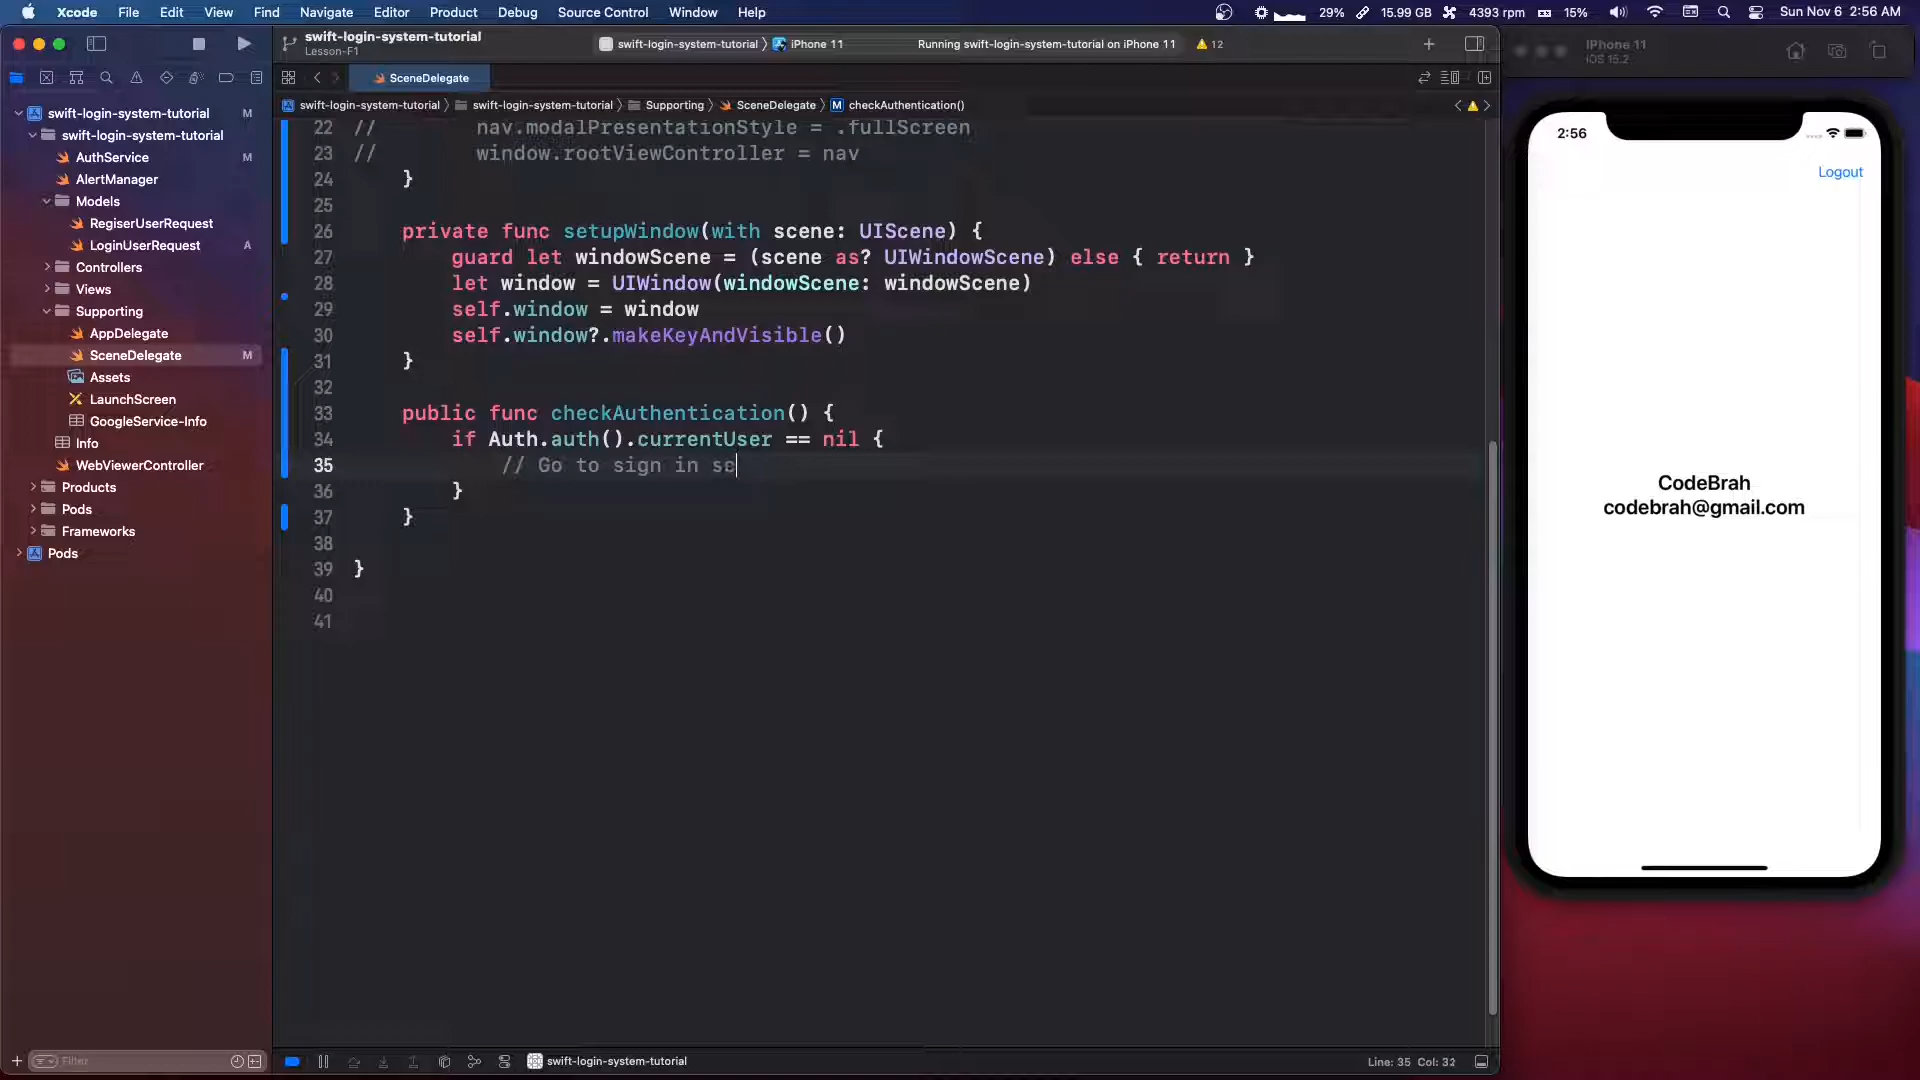 Xcode File Edit View Find Navigate Editor Product Debug Source Control Window Help 29% 15.99 GB 4393 rpm 15% Sun Nov 6 2:56 AM
swift-login-system-tutorial
Lesson-F1
swift-login-system-tutorial 〉 iPhone 11
Running swift-login-system-tutorial on iPhone 11
12
iPhone 11
iOS 15.2
SceneDelegate
swift-login-system-tutorial 〉 swift-login-system-tutorial 〉 Supporting 〉 SceneDelegate 〉 M checkAuthentication()
swift-login-system-tutorial M
swift-login-system-tutorial
AuthService M
AlertManager
Models
RegiserUserRequest
LoginUserRequest A
Controllers
Views
Supporting
AppDelegate
SceneDelegate M
Assets
LaunchScreen
GoogleService-Info
Info
WebViewerController
Products
Pods
Frameworks
Pods
22 // nav.modalPresentationStyle = .fullScreen
23 // window.rootViewController = nav
24 }
25
26 private func setupWindow(with scene: UIScene) {
27 guard let windowScene = (scene as? UIWindowScene) else { return }
28 let window = UIWindow(windowScene: windowScene)
29 self.window = window
30 self.window?.makeKeyAndVisible()
31 }
32
33 public func checkAuthentication() {
34 if Auth.auth().currentUser == nil {
35 // Go to sign in sc
36 }
37 }
38
39 }
40
41
2:56
Logout
CodeBrah
codebrah@gmail.com
Filter
swift-login-system-tutorial
Line: 35 Col: 32